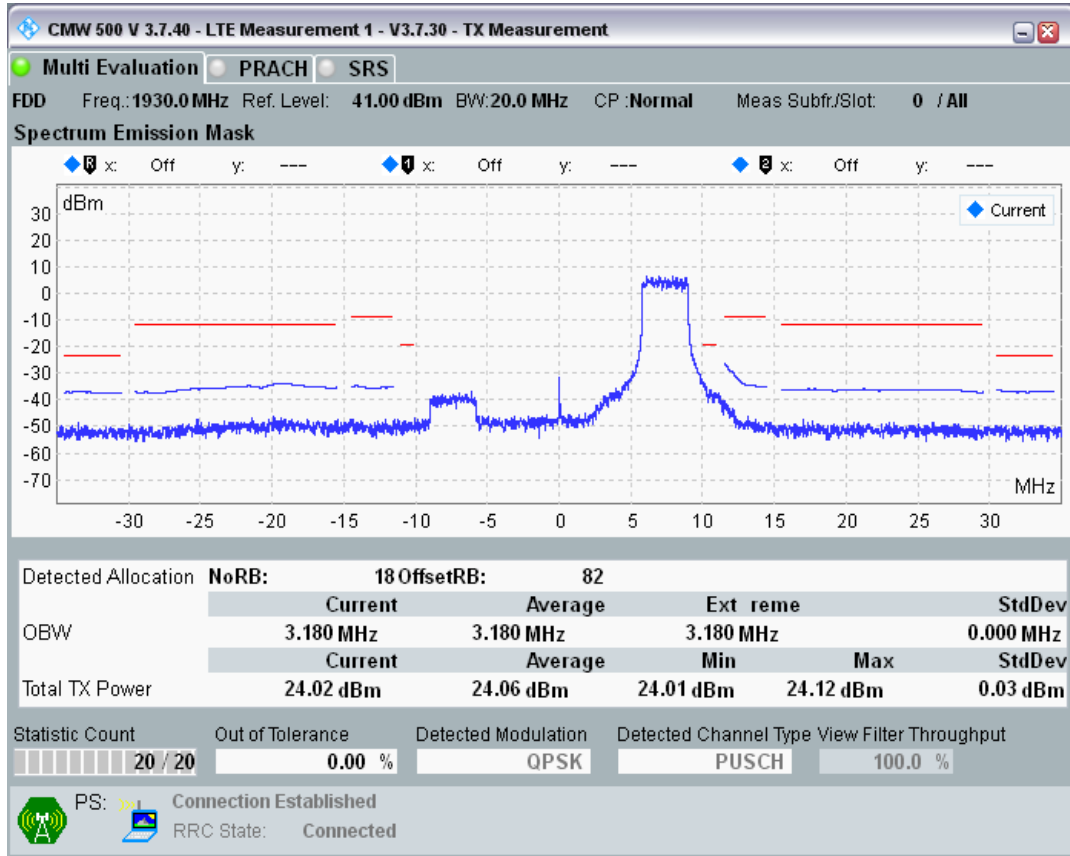 CMW 500 V 3.7.40 - LTE Measurement 1 - V3.7.30 - TX Measurement
Multi Evaluation PRACH SRS
FDD Freq.: 1930.0 MHz Ref. Level: 41.00 dBm BW: 20.0 MHz CP : Normal Meas Subfr./Slot: 0 / All
Spectrum Emission Mask
R x: Off y: --- 1 x: Off y: --- 2 x: Off y: ---
dBm
Current
30
20
10
0
-10
-20
-30
-40
-50
-60
-70
MHz
-30 -25 -20 -15 -10 -5 0 5 10 15 20 25 30
Detected Allocation NoRB: 18 OffsetRB: 82
Current Average Ext reme StdDev
OBW 3.180 MHz 3.180 MHz 3.180 MHz 0.000 MHz
Current Average Min Max StdDev
Total TX Power 24.02 dBm 24.06 dBm 24.01 dBm 24.12 dBm 0.03 dBm
Statistic Count Out of Tolerance Detected Modulation Detected Channel Type View Filter Throughput
20 / 20 0.00 % QPSK PUSCH 100.0 %
PS: Connection Established
RRC State: Connected